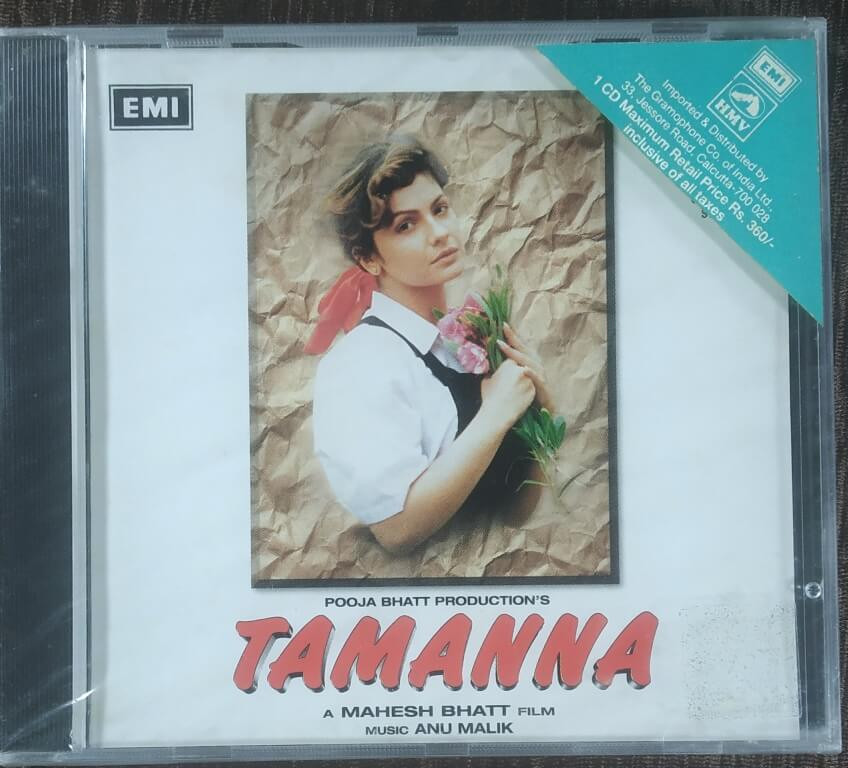 EMI
EMI
HMV
Imported & Distributed by
The Gramophone Co. of India Ltd.,
33, Jessore Road, Calcutta-700 028
1 CD Maximum Retail Price Rs. 360/-
inclusive of all taxes
POOJA BHATT PRODUCTION'S
TAMANNA
A MAHESH BHATT FILM
MUSIC ANU MALIK